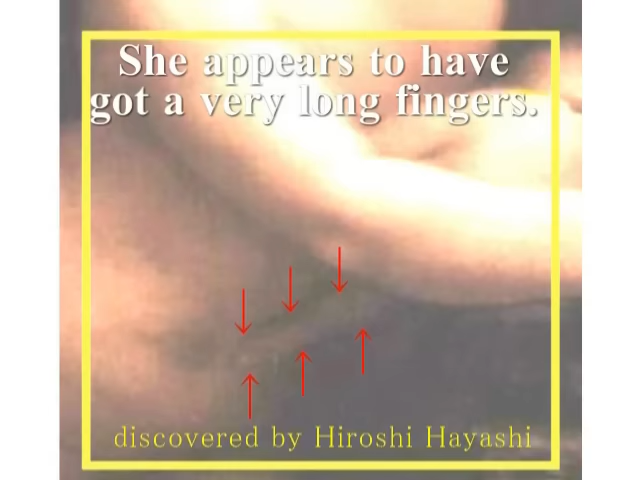 She appears to have
got a very long fingers.
discovered by Hiroshi Hayashi